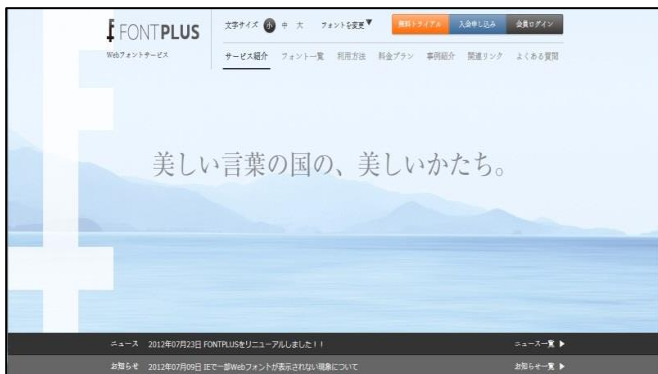 FONTPLUS
Webフォントサービス
文字サイズ 小 中 大 フォントを変更▼ 無料トライアル 入会申し込み 会員ログイン
サービス紹介 フォント一覧 利用方法 料金プラン 事例紹介 関連リンク よくある質問
美しい言葉の国の、美しいかたち。
ニュース 2012年07月23日 FONTPLUSをリニューアルしました！！ ニュース一覧 ▶
お知らせ 2012年07月09日 IEで一部Webフォントが表示されない現象について お知らせ一覧 ▶